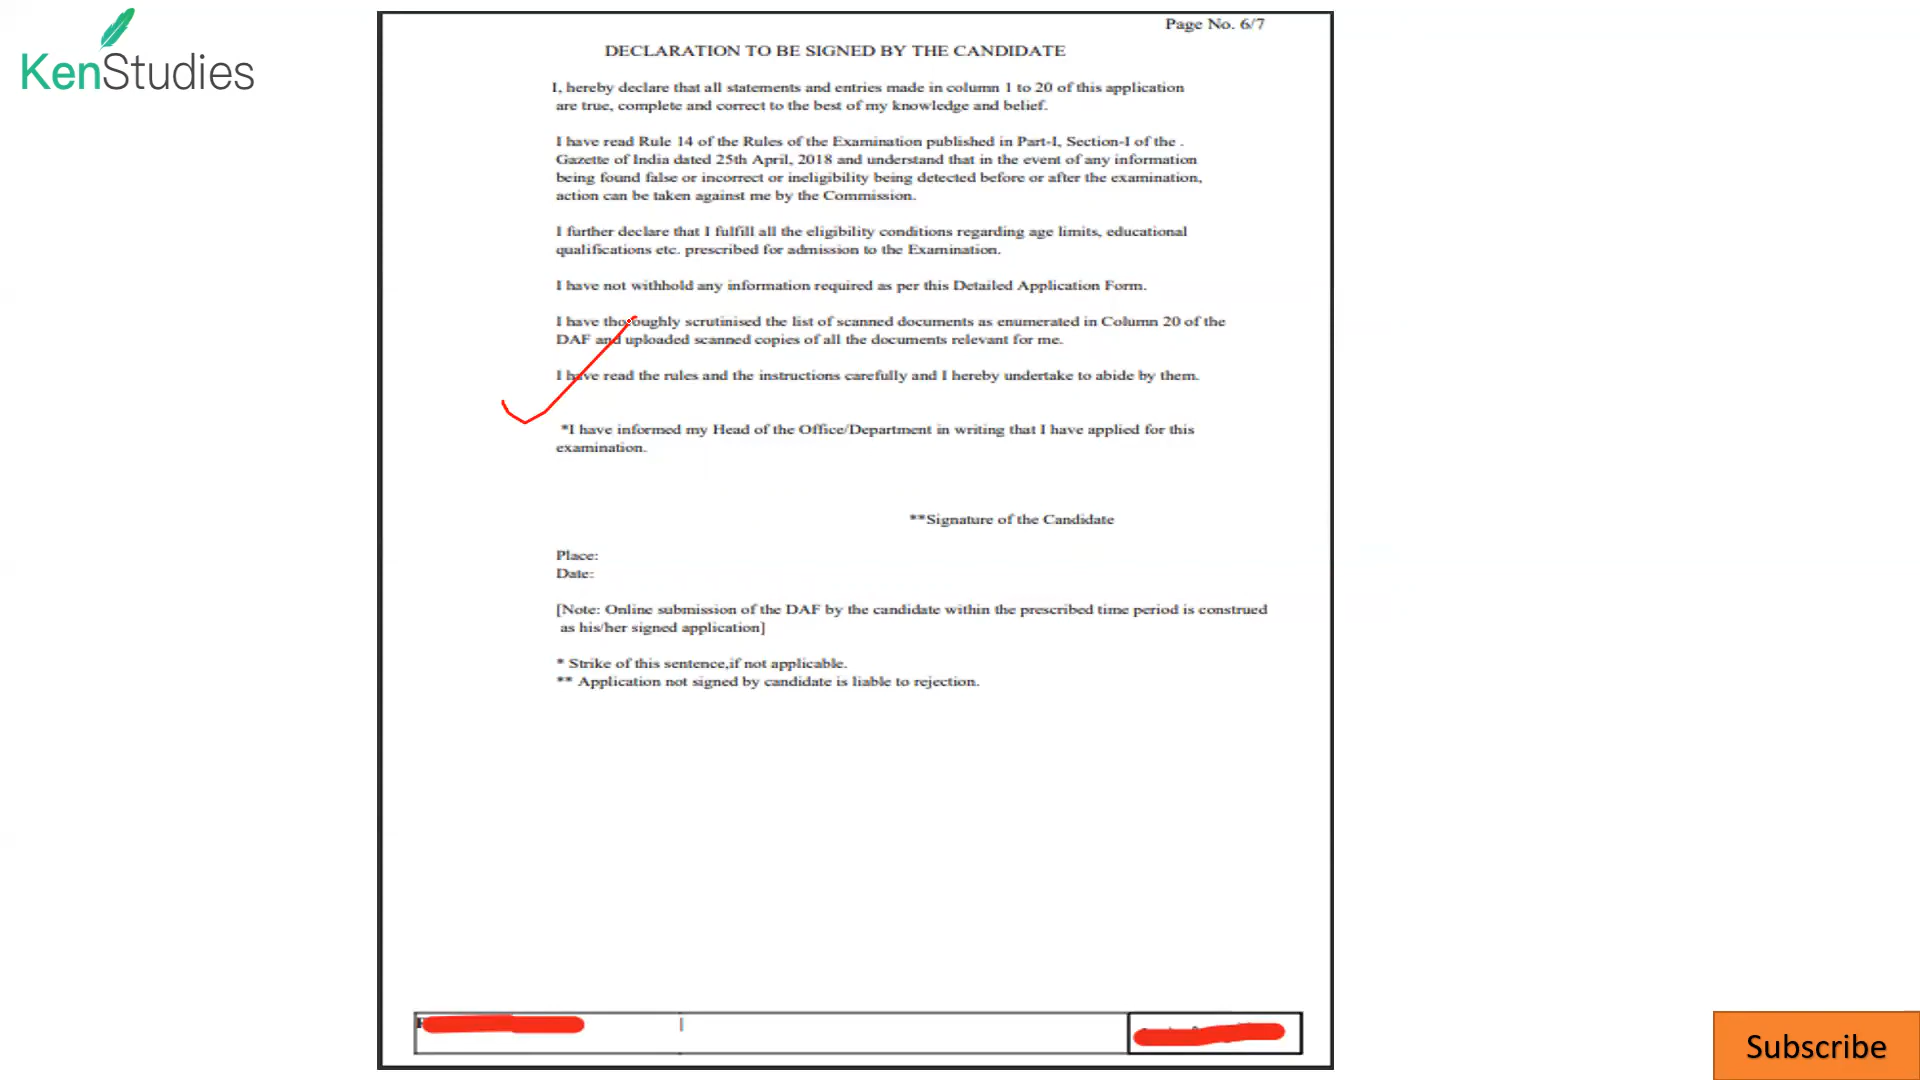 KenStudies
Page No. 6/7
DECLARATION TO BE SIGNED BY THE CANDIDATE
I, hereby declare that all statements and entries made in column 1 to 20 of this application
are true, complete and correct to the best of my knowledge and belief.
I have read Rule 14 of the Rules of the Examination published in Part-I, Section-I of the .
Gazette of India dated 25th April, 2018 and understand that in the event of any information
being found false or incorrect or ineligibility being detected before or after the examination,
action can be taken against me by the Commission.
I further declare that I fulfill all the eligibility conditions regarding age limits, educational
qualifications etc. prescribed for admission to the Examination.
I have not withhold any information required as per this Detailed Application Form.
I have thoroughly scrutinised the list of scanned documents as enumerated in Column 20 of the
DAF and uploaded scanned copies of all the documents relevant for me.
I have read the rules and the instructions carefully and I hereby undertake to abide by them.
*I have informed my Head of the Office/Department in writing that I have applied for this
examination.
**Signature of the Candidate
Place:
Date:
[Note: Online submission of the DAF by the candidate within the prescribed time period is construed
as his/her signed application]
* Strike of this sentence,if not applicable.
** Application not signed by candidate is liable to rejection.
Subscribe